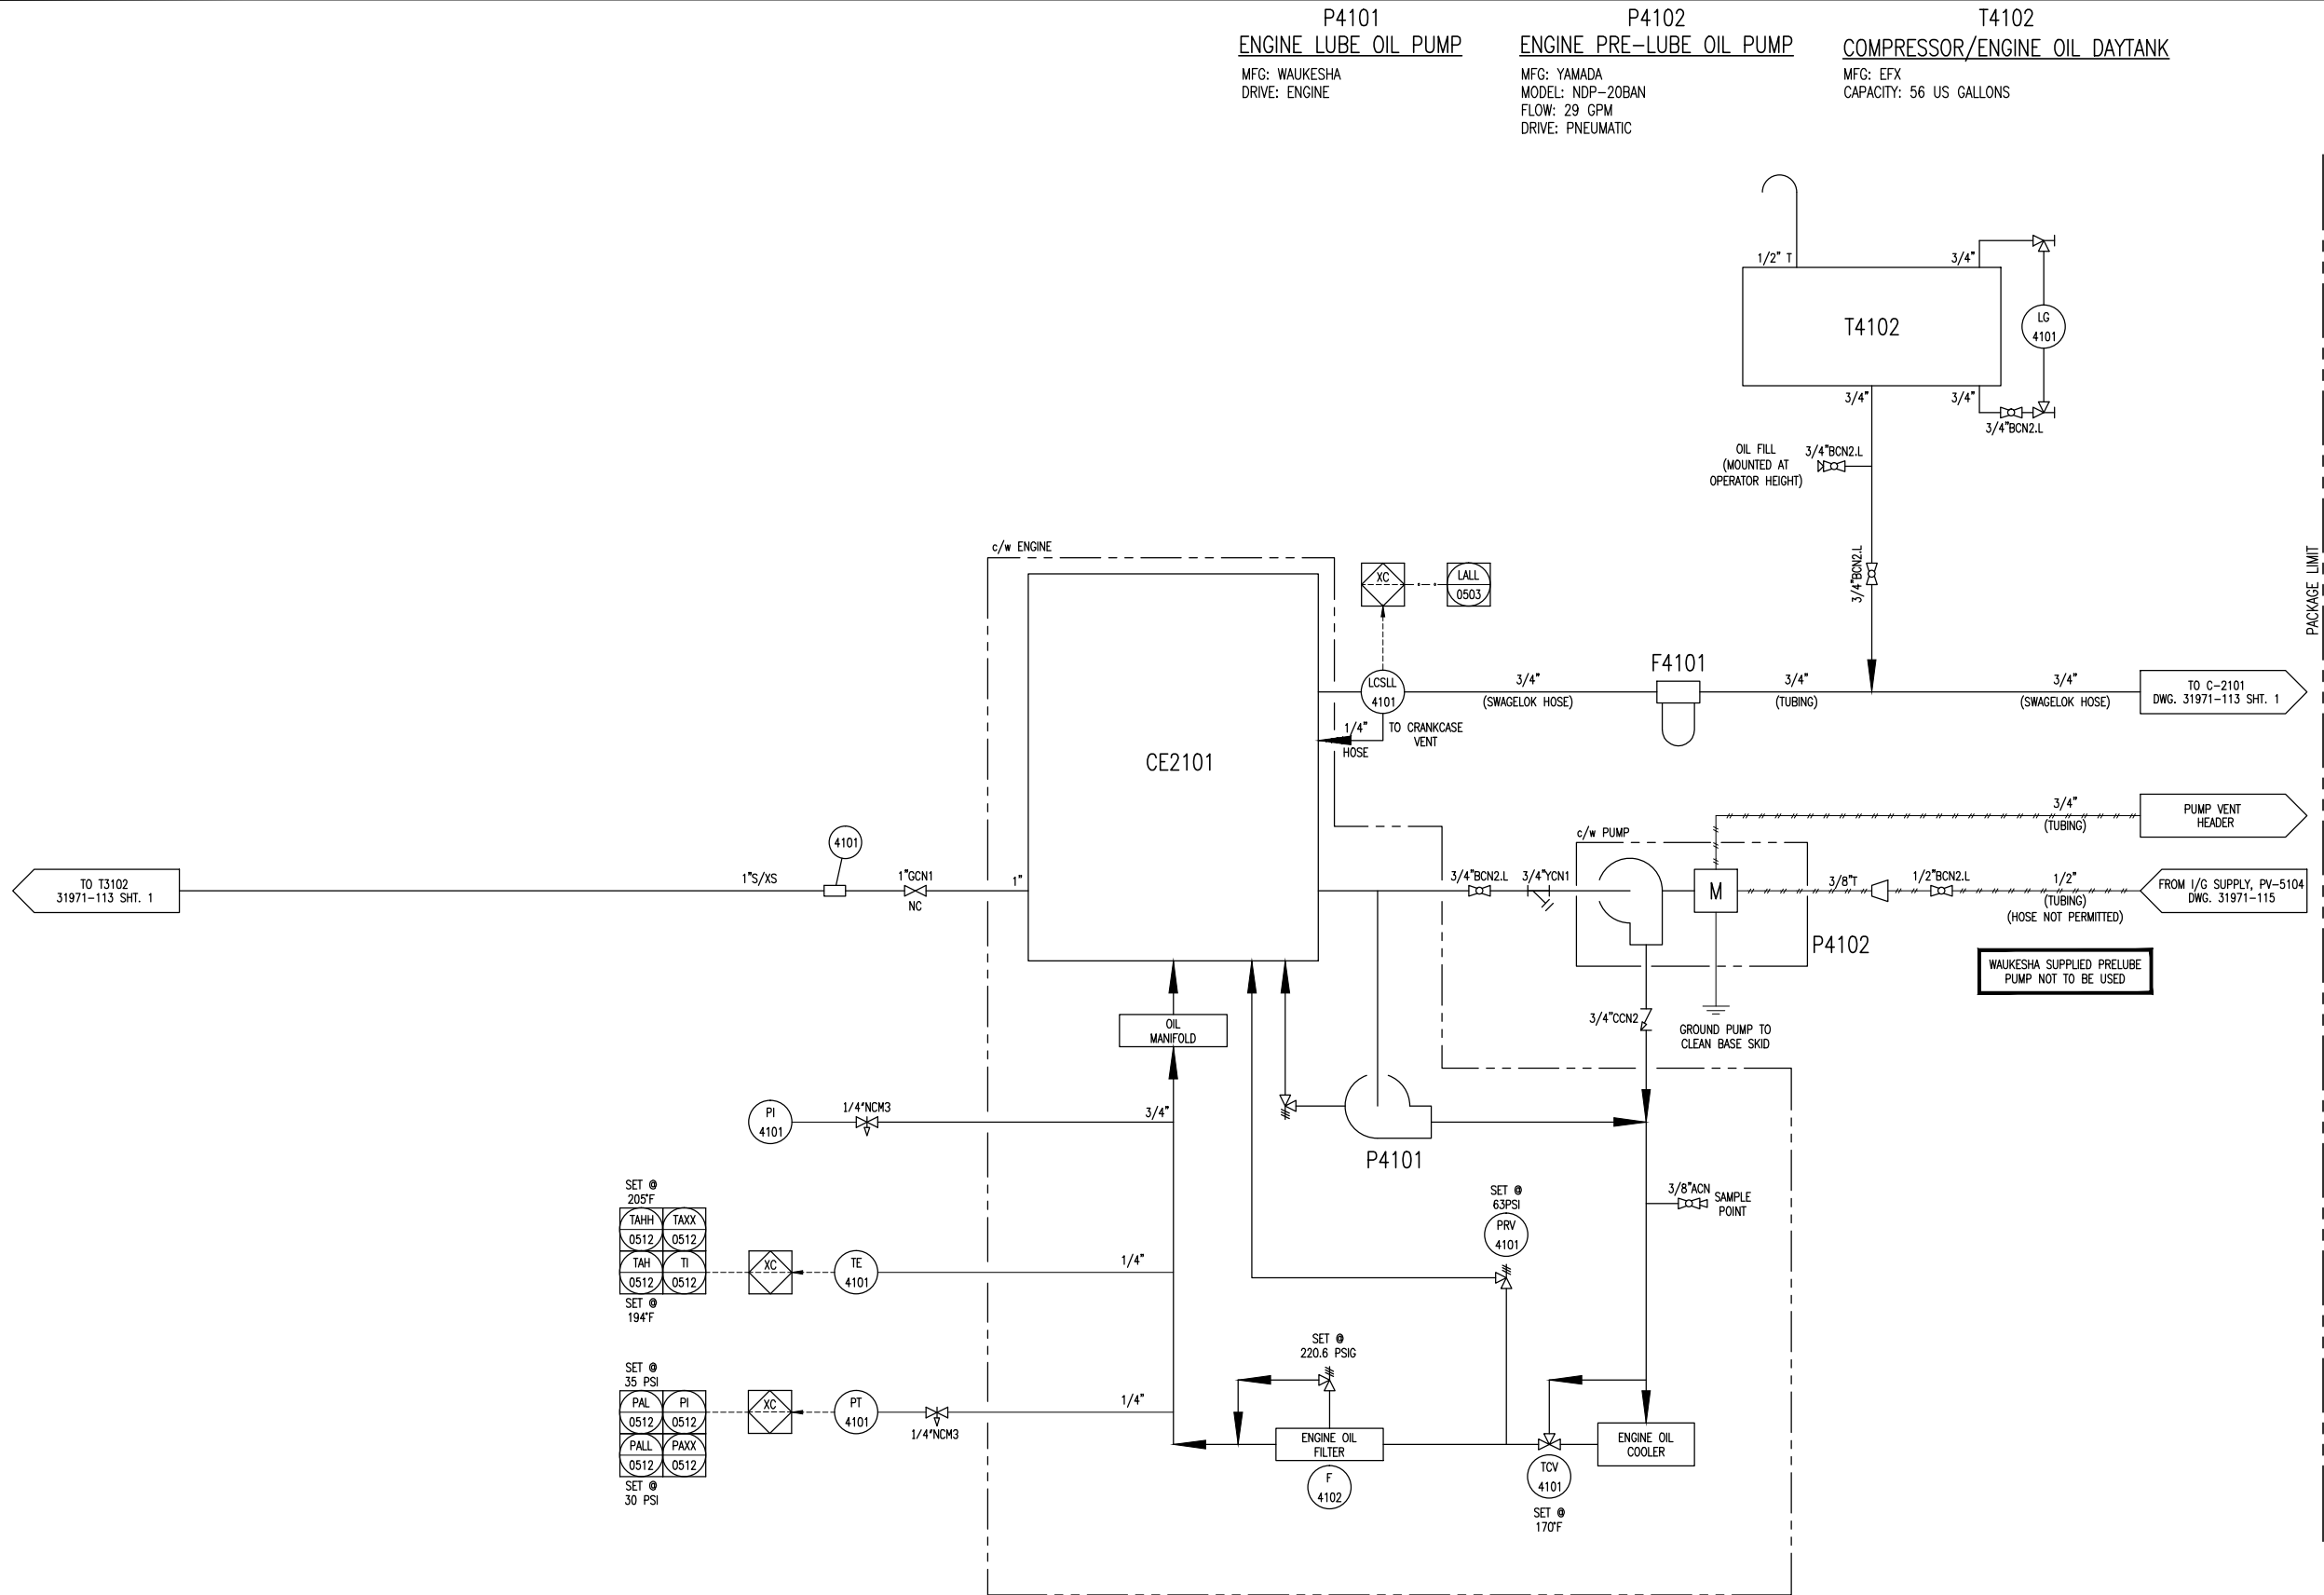 P4101
ENGINE LUBE OIL PUMP
MFG: WAUKESHA
DRIVE: ENGINE
P4102
ENGINE PRE-LUBE OIL PUMP
MFG: YAMADA
MODEL: NDP-20BAN
FLOW: 29 GPM
DRIVE: PNEUMATIC
T4102
COMPRESSOR/ENGINE OIL DAYTANK
MFG: EFX
CAPACITY: 56 US GALLONS
1/2" T
3/4"
T4102
LG
4101
3/4"
3/4"
3/4"BCN2.L
OIL FILL
(MOUNTED AT
OPERATOR HEIGHT)
3/4"BCN2.L
3/4"BCN2.L
PACKAGE LIMIT
c/w ENGINE
XC
LALL
0503
LCSLL
4101
3/4"
(SWAGELOK HOSE)
F4101
3/4"
(TUBING)
3/4"
(SWAGELOK HOSE)
TO C-2101
DWG. 31971-113 SHT. 1
1/4"
HOSE
TO CRANKCASE
VENT
CE2101
3/4"
(TUBING)
PUMP VENT
HEADER
c/w PUMP
4101
TO T3102
31971-113 SHT. 1
1"S/XS
1"GCN1
NC
1"
3/4"BCN2.L
3/4"YCN1
M
3/8"T
1/2"BCN2.L
1/2"
(TUBING)
(HOSE NOT PERMITTED)
FROM I/G SUPPLY, PV-5104
DWG. 31971-115
P4102
WAUKESHA SUPPLIED PRELUBE
PUMP NOT TO BE USED
3/4"CCN2
GROUND PUMP TO
CLEAN BASE SKID
OIL
MANIFOLD
PI
4101
1/4"NCM3
3/4"
P4101
SET @
205°F
TAHH
0512
TAXX
0512
TAH
0512
TI
0512
SET @
194°F
XC
TE
4101
1/4"
SET @
63PSI
PRV
4101
3/8"ACN
SAMPLE
POINT
SET @
220.6 PSIG
SET @
35 PSI
PAL
0512
PI
0512
PALL
0512
PAXX
0512
SET @
30 PSI
XC
PT
4101
1/4"NCM3
1/4"
ENGINE OIL
FILTER
F
4102
TCV
4101
SET @
170°F
ENGINE OIL
COOLER